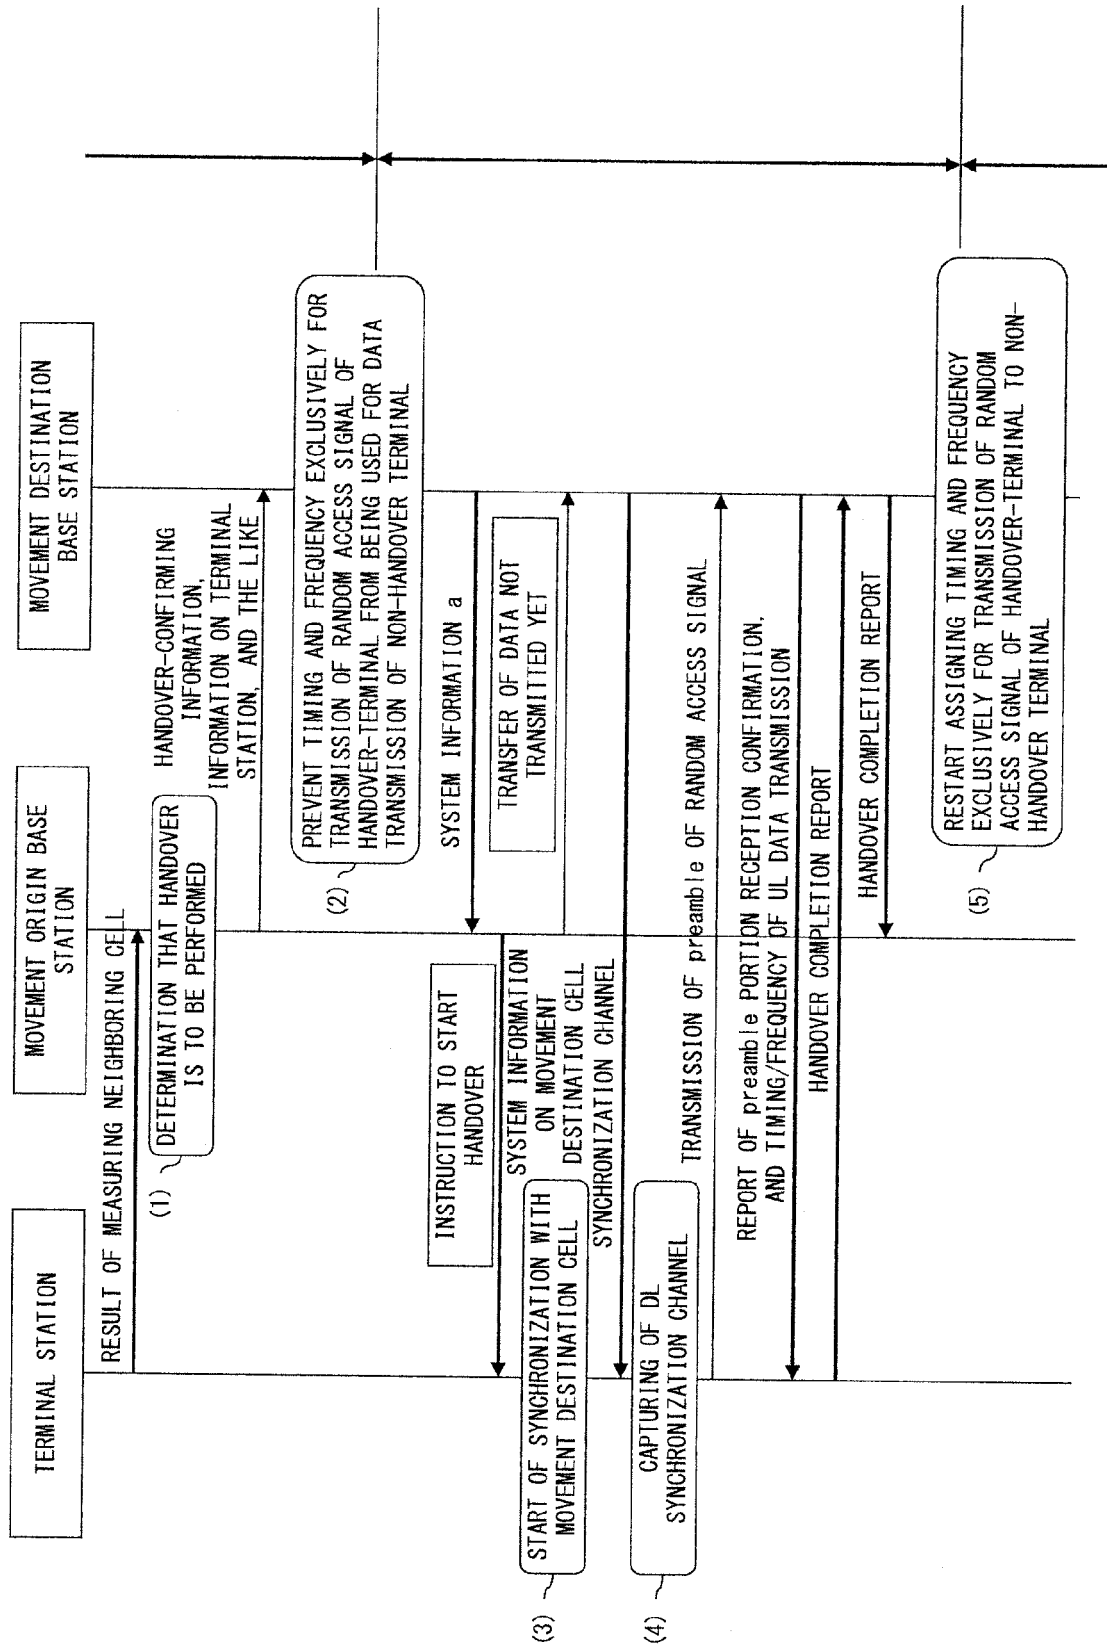 TERMINAL STATION
MOVEMENT ORIGIN BASE
STATION
MOVEMENT DESTINATION
BASE STATION
RESULT OF MEASURING NEIGHBORING CELL
(1)
DETERMINATION THAT HANDOVER
IS TO BE PERFORMED
HANDOVER-CONFIRMING
INFORMATION,
INFORMATION ON TERMINAL
STATION, AND THE LIKE
(2)
PREVENT TIMING AND FREQUENCY EXCLUSIVELY FOR
TRANSMISSION OF RANDOM ACCESS SIGNAL OF
HANDOVER-TERMINAL FROM BEING USED FOR DATA
TRANSMISSION OF NON-HANDOVER TERMINAL
SYSTEM INFORMATION a
INSTRUCTION TO START
HANDOVER
SYSTEM INFORMATION
ON MOVEMENT
DESTINATION CELL
TRANSFER OF DATA NOT
TRANSMITTED YET
(3)
START OF SYNCHRONIZATION WITH
MOVEMENT DESTINATION CELL
SYNCHRONIZATION CHANNEL
(4)
CAPTURING OF DL
SYNCHRONIZATION CHANNEL
TRANSMISSION OF preamble OF RANDOM ACCESS SIGNAL
REPORT OF preamble PORTION RECEPTION CONFIRMATION,
AND TIMING/FREQUENCY OF UL DATA TRANSMISSION
HANDOVER COMPLETION REPORT
HANDOVER COMPLETION REPORT
(5)
RESTART ASSIGNING TIMING AND FREQUENCY
EXCLUSIVELY FOR TRANSMISSION OF RANDOM
ACCESS SIGNAL OF HANDOVER-TERMINAL TO NON-
HANDOVER TERMINAL